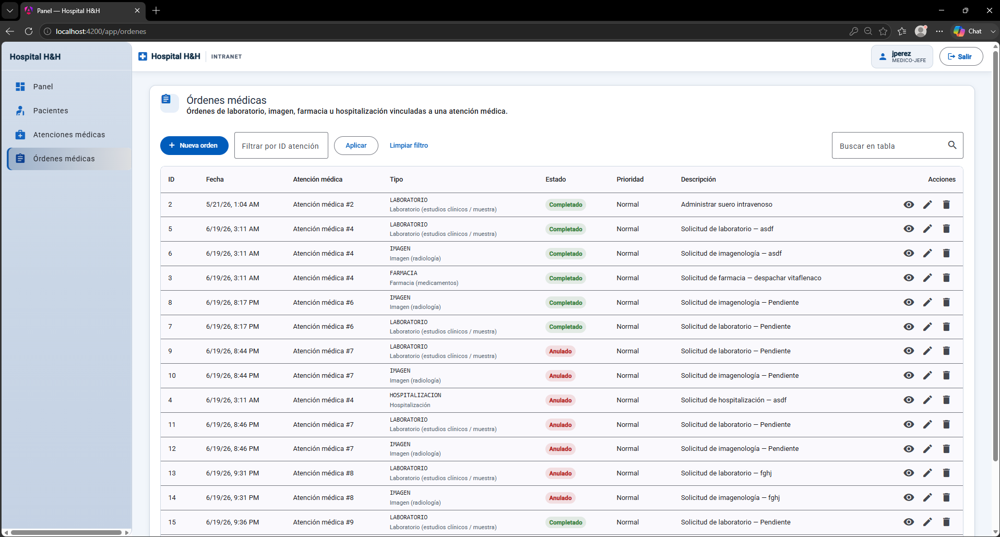 Panel — Hospital H&H
localhost:4200/app/ordenes
Chat
Hospital H&H
Panel
Pacientes
Atenciones médicas
Órdenes médicas
Hospital H&H INTRANET
jperez
MEDICO-JEFE
Salir
Órdenes médicas
Órdenes de laboratorio, imagen, farmacia u hospitalización vinculadas a una atención médica.
+ Nueva orden
Filtrar por ID atención
Aplicar
Limpiar filtro
Buscar en tabla
ID Fecha Atención médica Tipo Estado Prioridad Descripción Acciones
2 5/21/26, 1:04 AM Atención médica #2 LABORATORIO Completado Normal Administrar suero intravenoso
Laboratorio (estudios clínicos / muestra)
5 6/19/26, 3:11 AM Atención médica #4 LABORATORIO Completado Normal Solicitud de laboratorio — asdf
Laboratorio (estudios clínicos / muestra)
6 6/19/26, 3:11 AM Atención médica #4 IMAGEN Completado Normal Solicitud de imagenología — asdf
Imagen (radiología)
3 6/19/26, 3:11 AM Atención médica #4 FARMACIA Completado Normal Solicitud de farmacia — despachar vitaflenaco
Farmacia (medicamentos)
8 6/19/26, 8:17 PM Atención médica #6 IMAGEN Completado Normal Solicitud de imagenología — Pendiente
Imagen (radiología)
7 6/19/26, 8:17 PM Atención médica #6 LABORATORIO Completado Normal Solicitud de laboratorio — Pendiente
Laboratorio (estudios clínicos / muestra)
9 6/19/26, 8:44 PM Atención médica #7 LABORATORIO Anulado Normal Solicitud de laboratorio — Pendiente
Laboratorio (estudios clínicos / muestra)
10 6/19/26, 8:44 PM Atención médica #7 IMAGEN Anulado Normal Solicitud de imagenología — Pendiente
Imagen (radiología)
4 6/19/26, 3:11 AM Atención médica #4 HOSPITALIZACION Anulado Normal Solicitud de hospitalización — asdf
Hospitalización
11 6/19/26, 8:46 PM Atención médica #7 LABORATORIO Anulado Normal Solicitud de laboratorio — Pendiente
Laboratorio (estudios clínicos / muestra)
12 6/19/26, 8:46 PM Atención médica #7 IMAGEN Anulado Normal Solicitud de imagenología — Pendiente
Imagen (radiología)
13 6/19/26, 9:31 PM Atención médica #8 LABORATORIO Anulado Normal Solicitud de laboratorio — fghj
Laboratorio (estudios clínicos / muestra)
14 6/19/26, 9:31 PM Atención médica #8 IMAGEN Anulado Normal Solicitud de imagenología — fghj
Imagen (radiología)
15 6/19/26, 9:36 PM Atención médica #9 LABORATORIO Completado Normal Solicitud de laboratorio — Pendiente
Laboratorio (estudios clínicos / muestra)